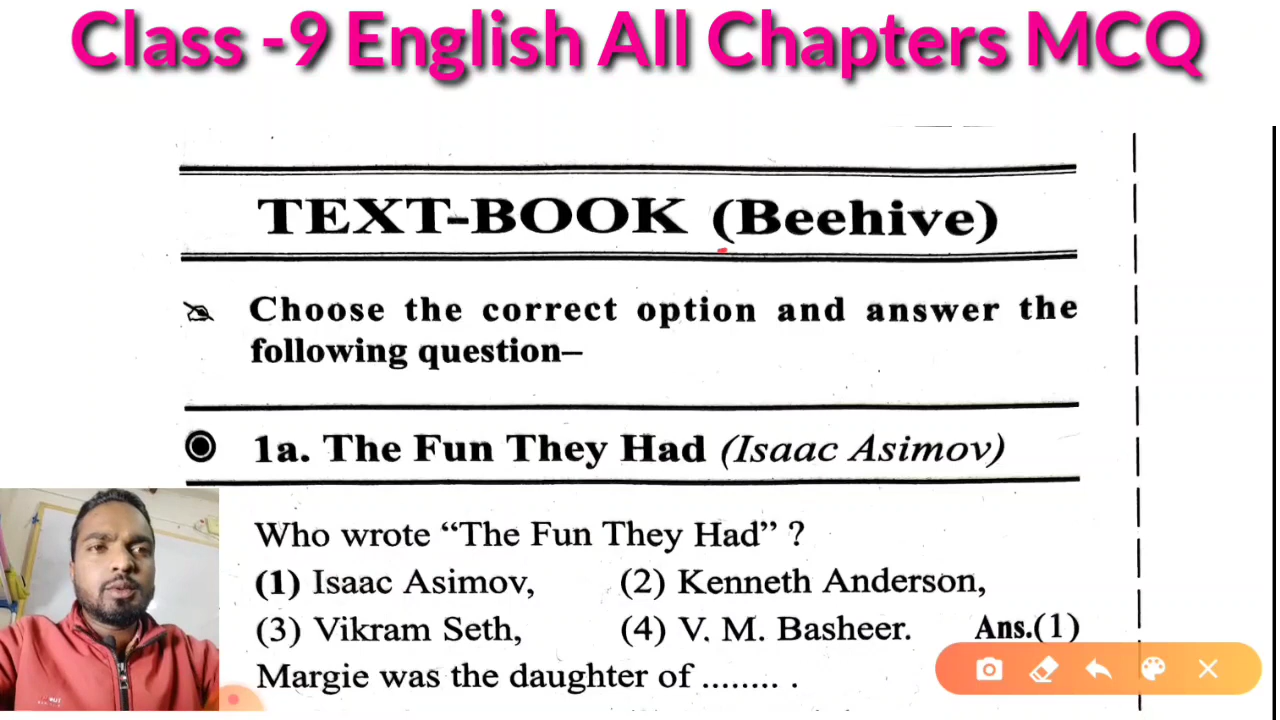 Class -9 English All Chapters MCQ
TEXT-BOOK (Beehive)
Choose the correct option and answer the
following question–
1a. The Fun They Had (Isaac Asimov)
Who wrote “The Fun They Had” ?
(1) Isaac Asimov, (2) Kenneth Anderson,
(3) Vikram Seth, (4) V. M. Basheer. Ans.(1)
Margie was the daughter of ........ .